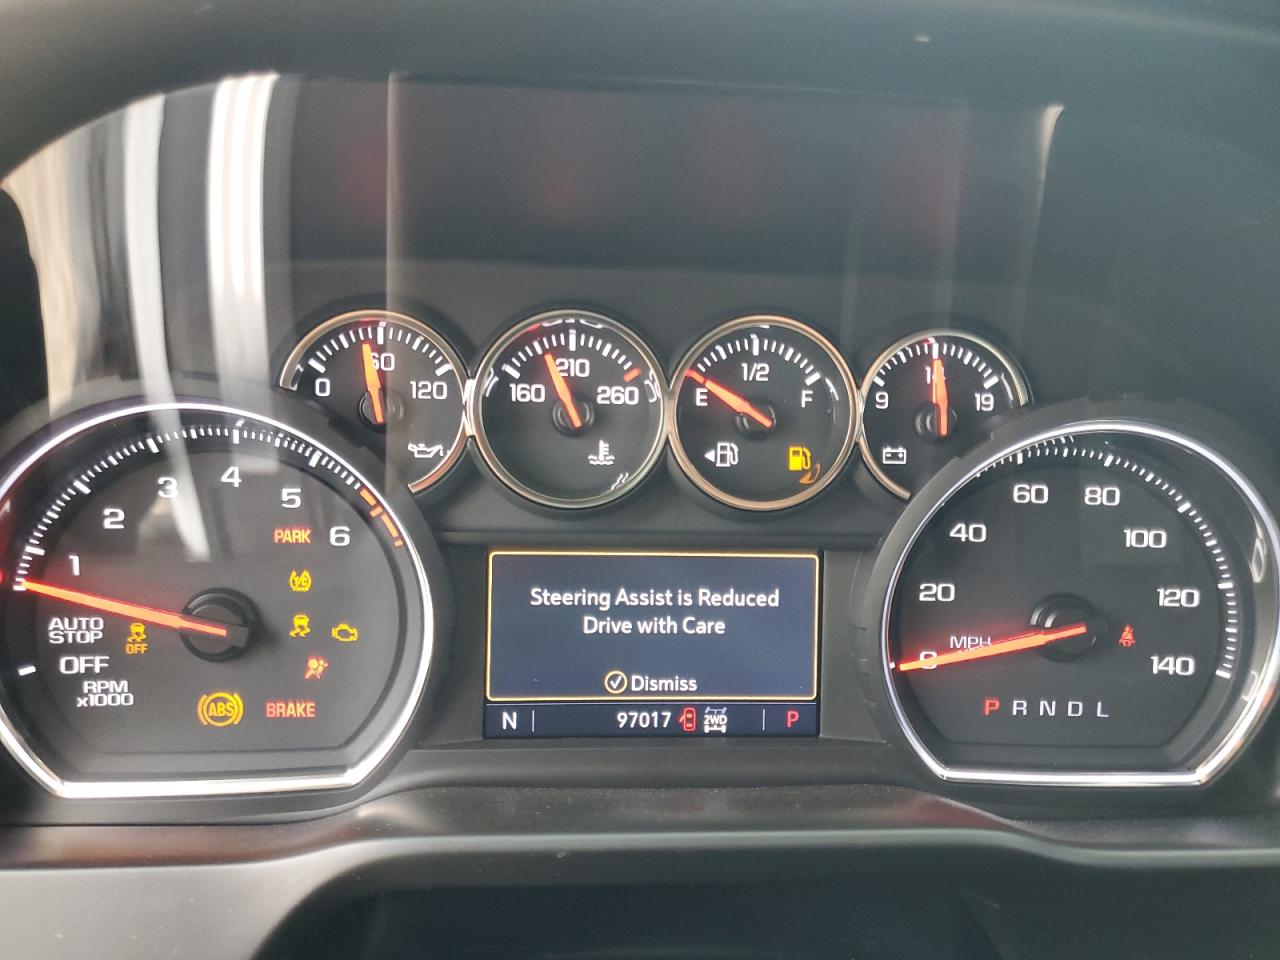 0 60 120
160 210 260
E 1/2 F
9 14 19
1 2 3 4 5 6
PARK
AUTO
STOP
OFF
OFF
RPM
x1000
ABS
BRAKE
Steering Assist is Reduced
Drive with Care
Dismiss
N 97017 2WD P
0 20 40 60 80 100 120 140
MPH
P R N D L